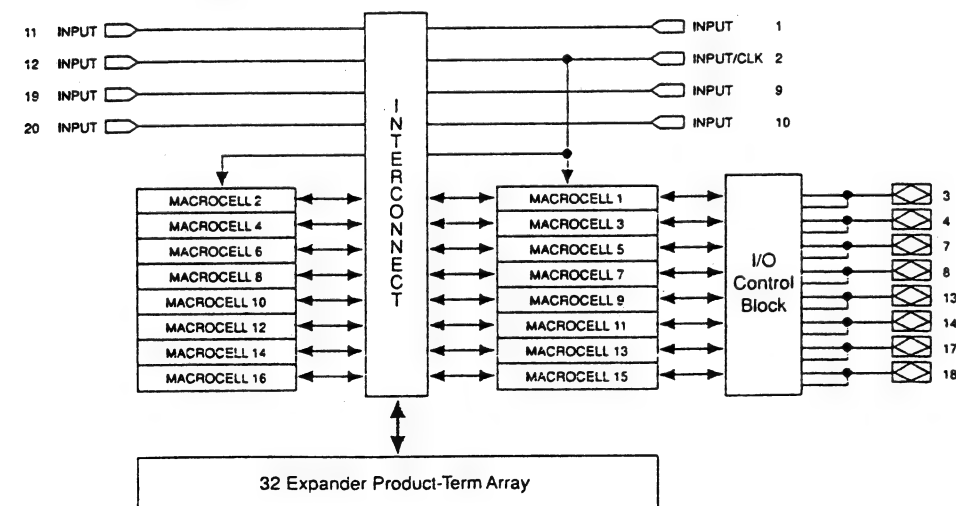 11 INPUT
INPUT 1
12 INPUT
INPUT/CLK 2
19 INPUT
INPUT 9
20 INPUT
INPUT 10
INTERCONNECT
MACROCELL 2
MACROCELL 4
MACROCELL 6
MACROCELL 8
MACROCELL 10
MACROCELL 12
MACROCELL 14
MACROCELL 16
MACROCELL 1
MACROCELL 3
MACROCELL 5
MACROCELL 7
MACROCELL 9
MACROCELL 11
MACROCELL 13
MACROCELL 15
I/O
Control
Block
3
4
7
8
13
14
17
18
32 Expander Product-Term Array